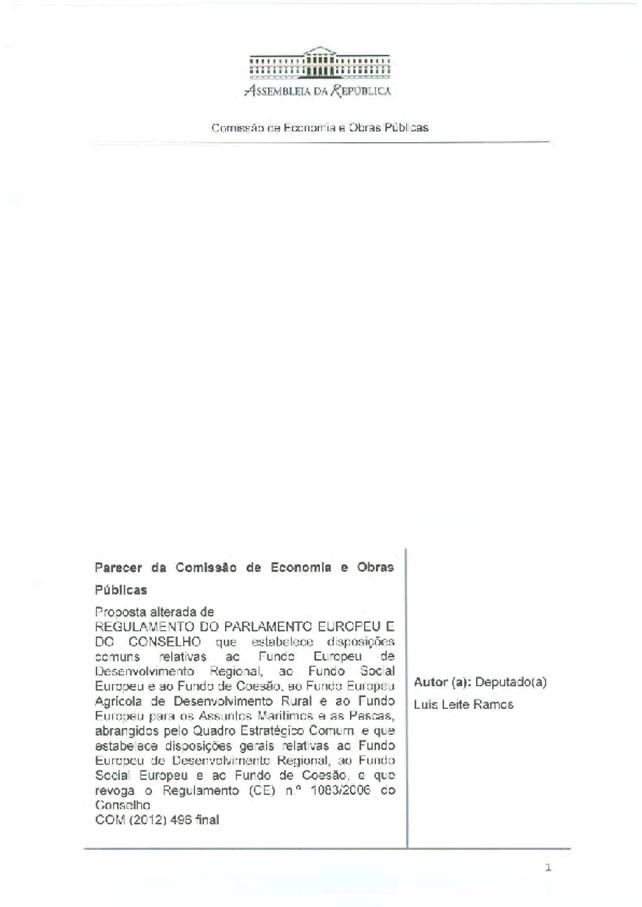 ASSEMBLEIA DA REPÚBLICA
Comissão de Economia e Obras Públicas
Parecer da Comissão de Economia e Obras
Públicas
Proposta alterada de
REGULAMENTO DO PARLAMENTO EUROPEU E
DO CONSELHO que estabelece disposições
comuns relativas ao Fundo Europeu de
Desenvolvimento Regional, ao Fundo Social
Europeu e ao Fundo de Coesão, ao Fundo Europeu
Agrícola de Desenvolvimento Rural e ao Fundo
Europeu para os Assuntos Marítimos e as Pescas,
abrangidos pelo Quadro Estratégico Comum, e que
estabelece disposições gerais relativas ao Fundo
Europeu de Desenvolvimento Regional, ao Fundo
Social Europeu e ao Fundo de Coesão, e que
revoga o Regulamento (CE) n.º 1083/2006 do
Conselho
COM (2012) 496 final
Autor (a): Deputado(a)
Luís Leite Ramos
1